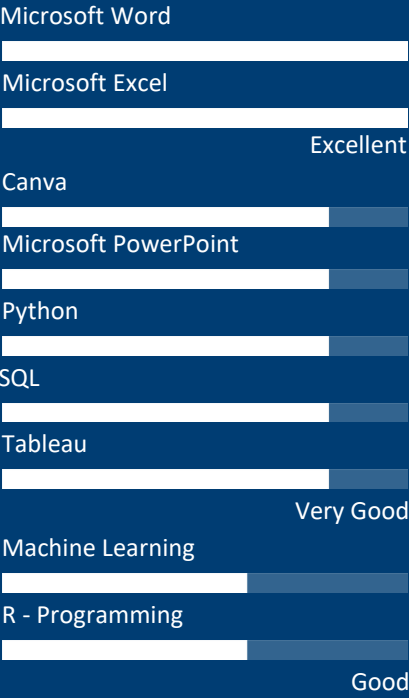 Microsoft Word
Microsoft Excel
Excellent
Canva
Microsoft PowerPoint
Python
SQL
Tableau
Very Good
Machine Learning
R - Programming
Good